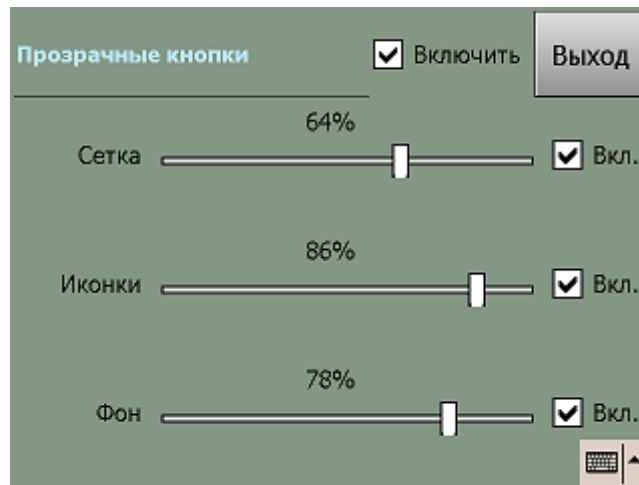 Прозрачные кнопки Включить Выход
64%
Сетка Вкл.
86%
Иконки Вкл.
78%
Фон Вкл.